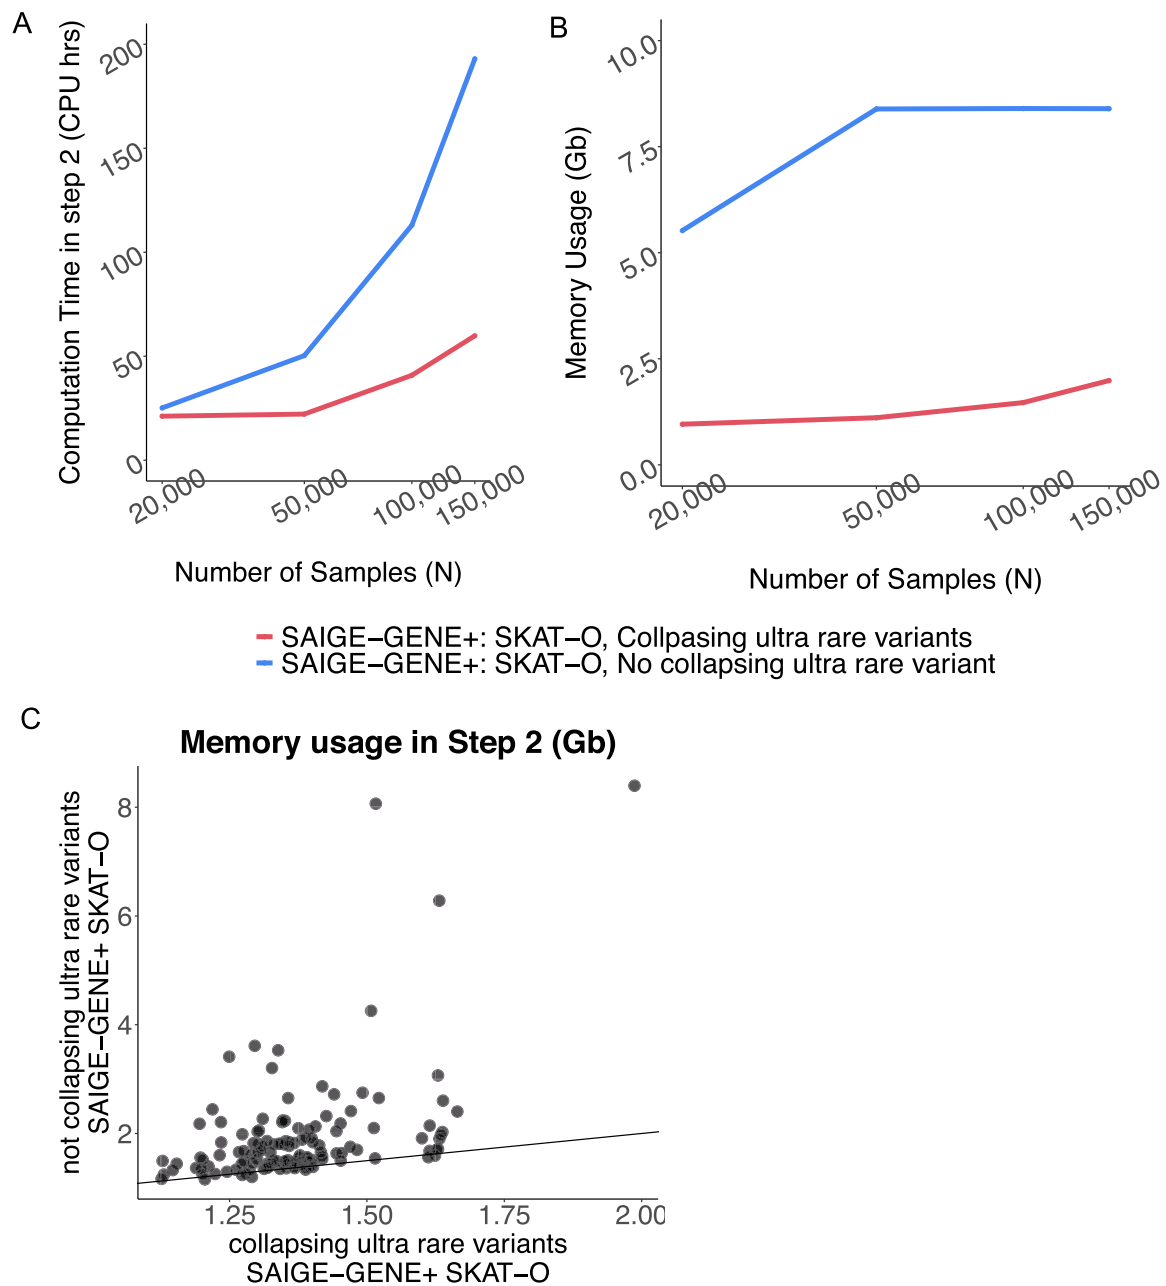 A
Computation Time in step 2 (CPU hrs)
200
150
100
50
0
20,000
50,000
100,000
150,000
Number of Samples (N)
B
Memory Usage (Gb)
10.0
7.5
5.0
2.5
0.0
20,000
50,000
100,000
150,000
Number of Samples (N)
SAIGE−GENE+: SKAT−O, Collpasing ultra rare variants
SAIGE−GENE+: SKAT−O, No collapsing ultra rare variant
C
Memory usage in Step 2 (Gb)
not collapsing ultra rare variants
SAIGE−GENE+ SKAT−O
8
6
4
2
1.25
1.50
1.75
2.00
collapsing ultra rare variants
SAIGE−GENE+ SKAT−O